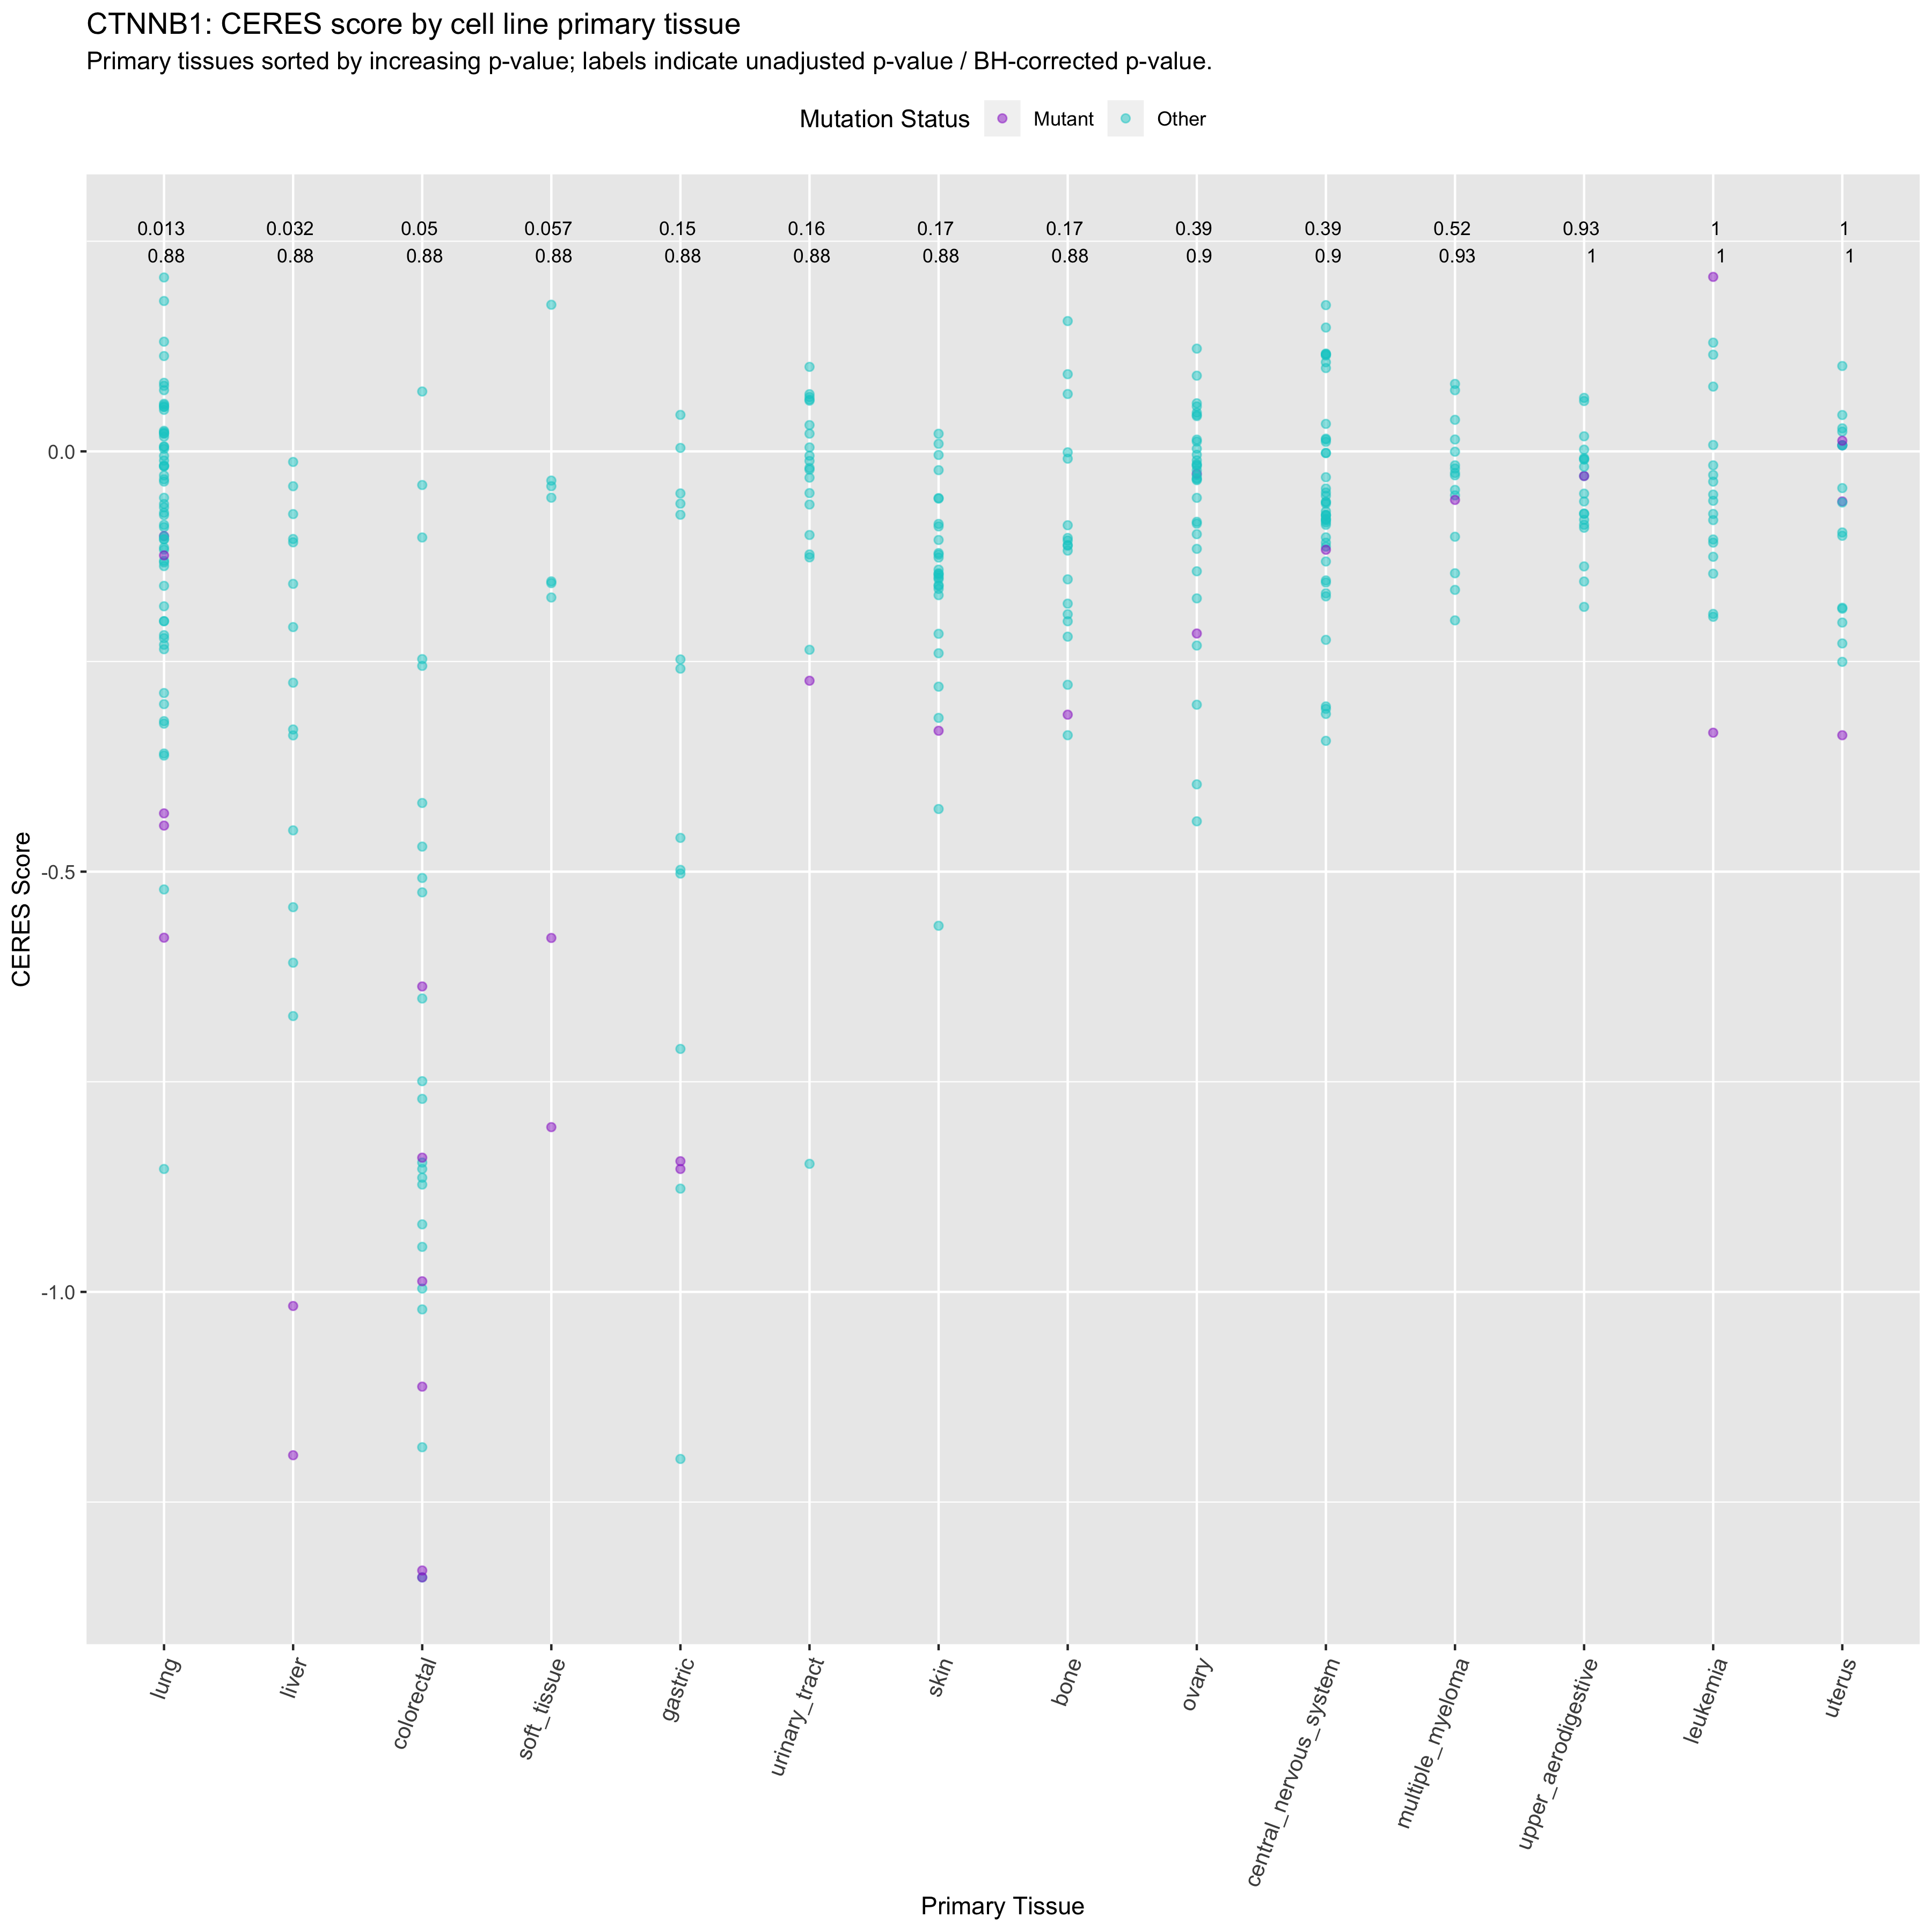 CTNNB1: CERES score by cell line primary tissue
Primary tissues sorted by increasing p-value; labels indicate unadjusted p-value / BH-corrected p-value.
Mutation Status Mutant Other
0.013 0.032 0.05 0.057 0.15 0.16 0.17 0.17 0.39 0.39 0.52 0.93 1 1
0.88 0.88 0.88 0.88 0.88 0.88 0.88 0.88 0.9 0.9 0.93 1 1 1
0.0
-0.5
-1.0
CERES Score
lung
liver
colorectal
soft_tissue
gastric
urinary_tract
skin
bone
ovary
central_nervous_system
multiple_myeloma
upper_aerodigestive
leukemia
uterus
Primary Tissue